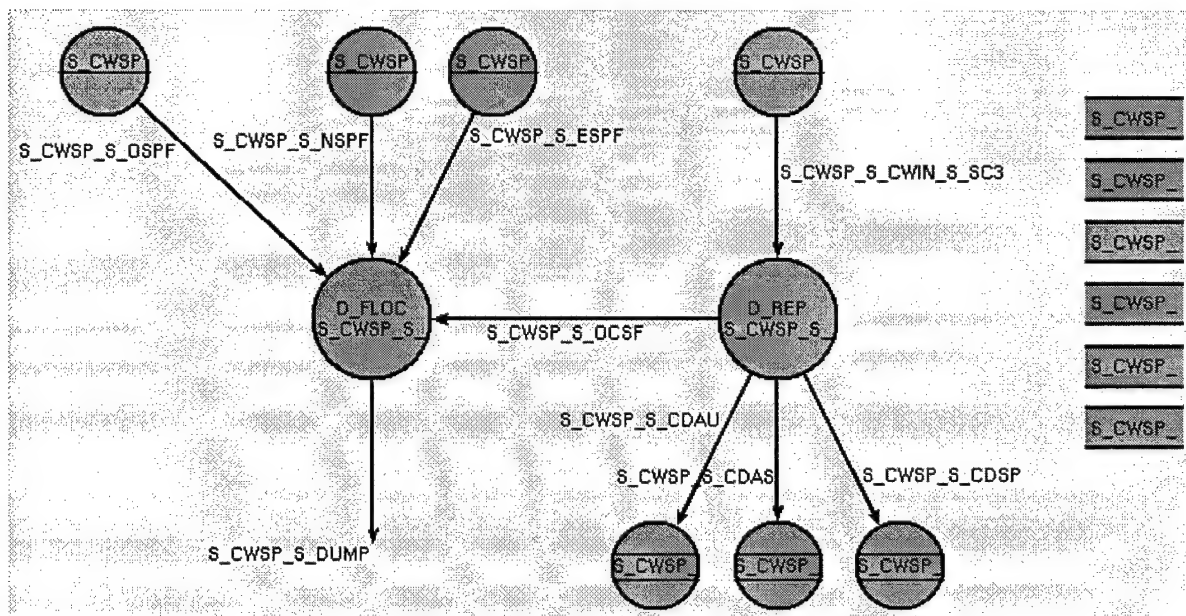 S_CWSP
S_CWSP
S_CWSP
S_CWSP
S_CWSP_
S_CWSP_S_OSPF
S_CWSP_S_NSPF
S_CWSP_S_ESPF
S_CWSP_S_CWIN_S_SC3
S_CWSP_
S_CWSP_
D_FLOC
S_CWSP_S_
S_CWSP_S_OCSF
D_REP
S_CWSP_S_
S_CWSP_
S_CWSP_
S_CWSP_S_CDAU
S_CWSP_S_CDAS
S_CWSP_S_CDSP
S_CWSP_
S_CWSP_S_DUMP
S_CWSP_
S_CWSP_
S_CWSP_